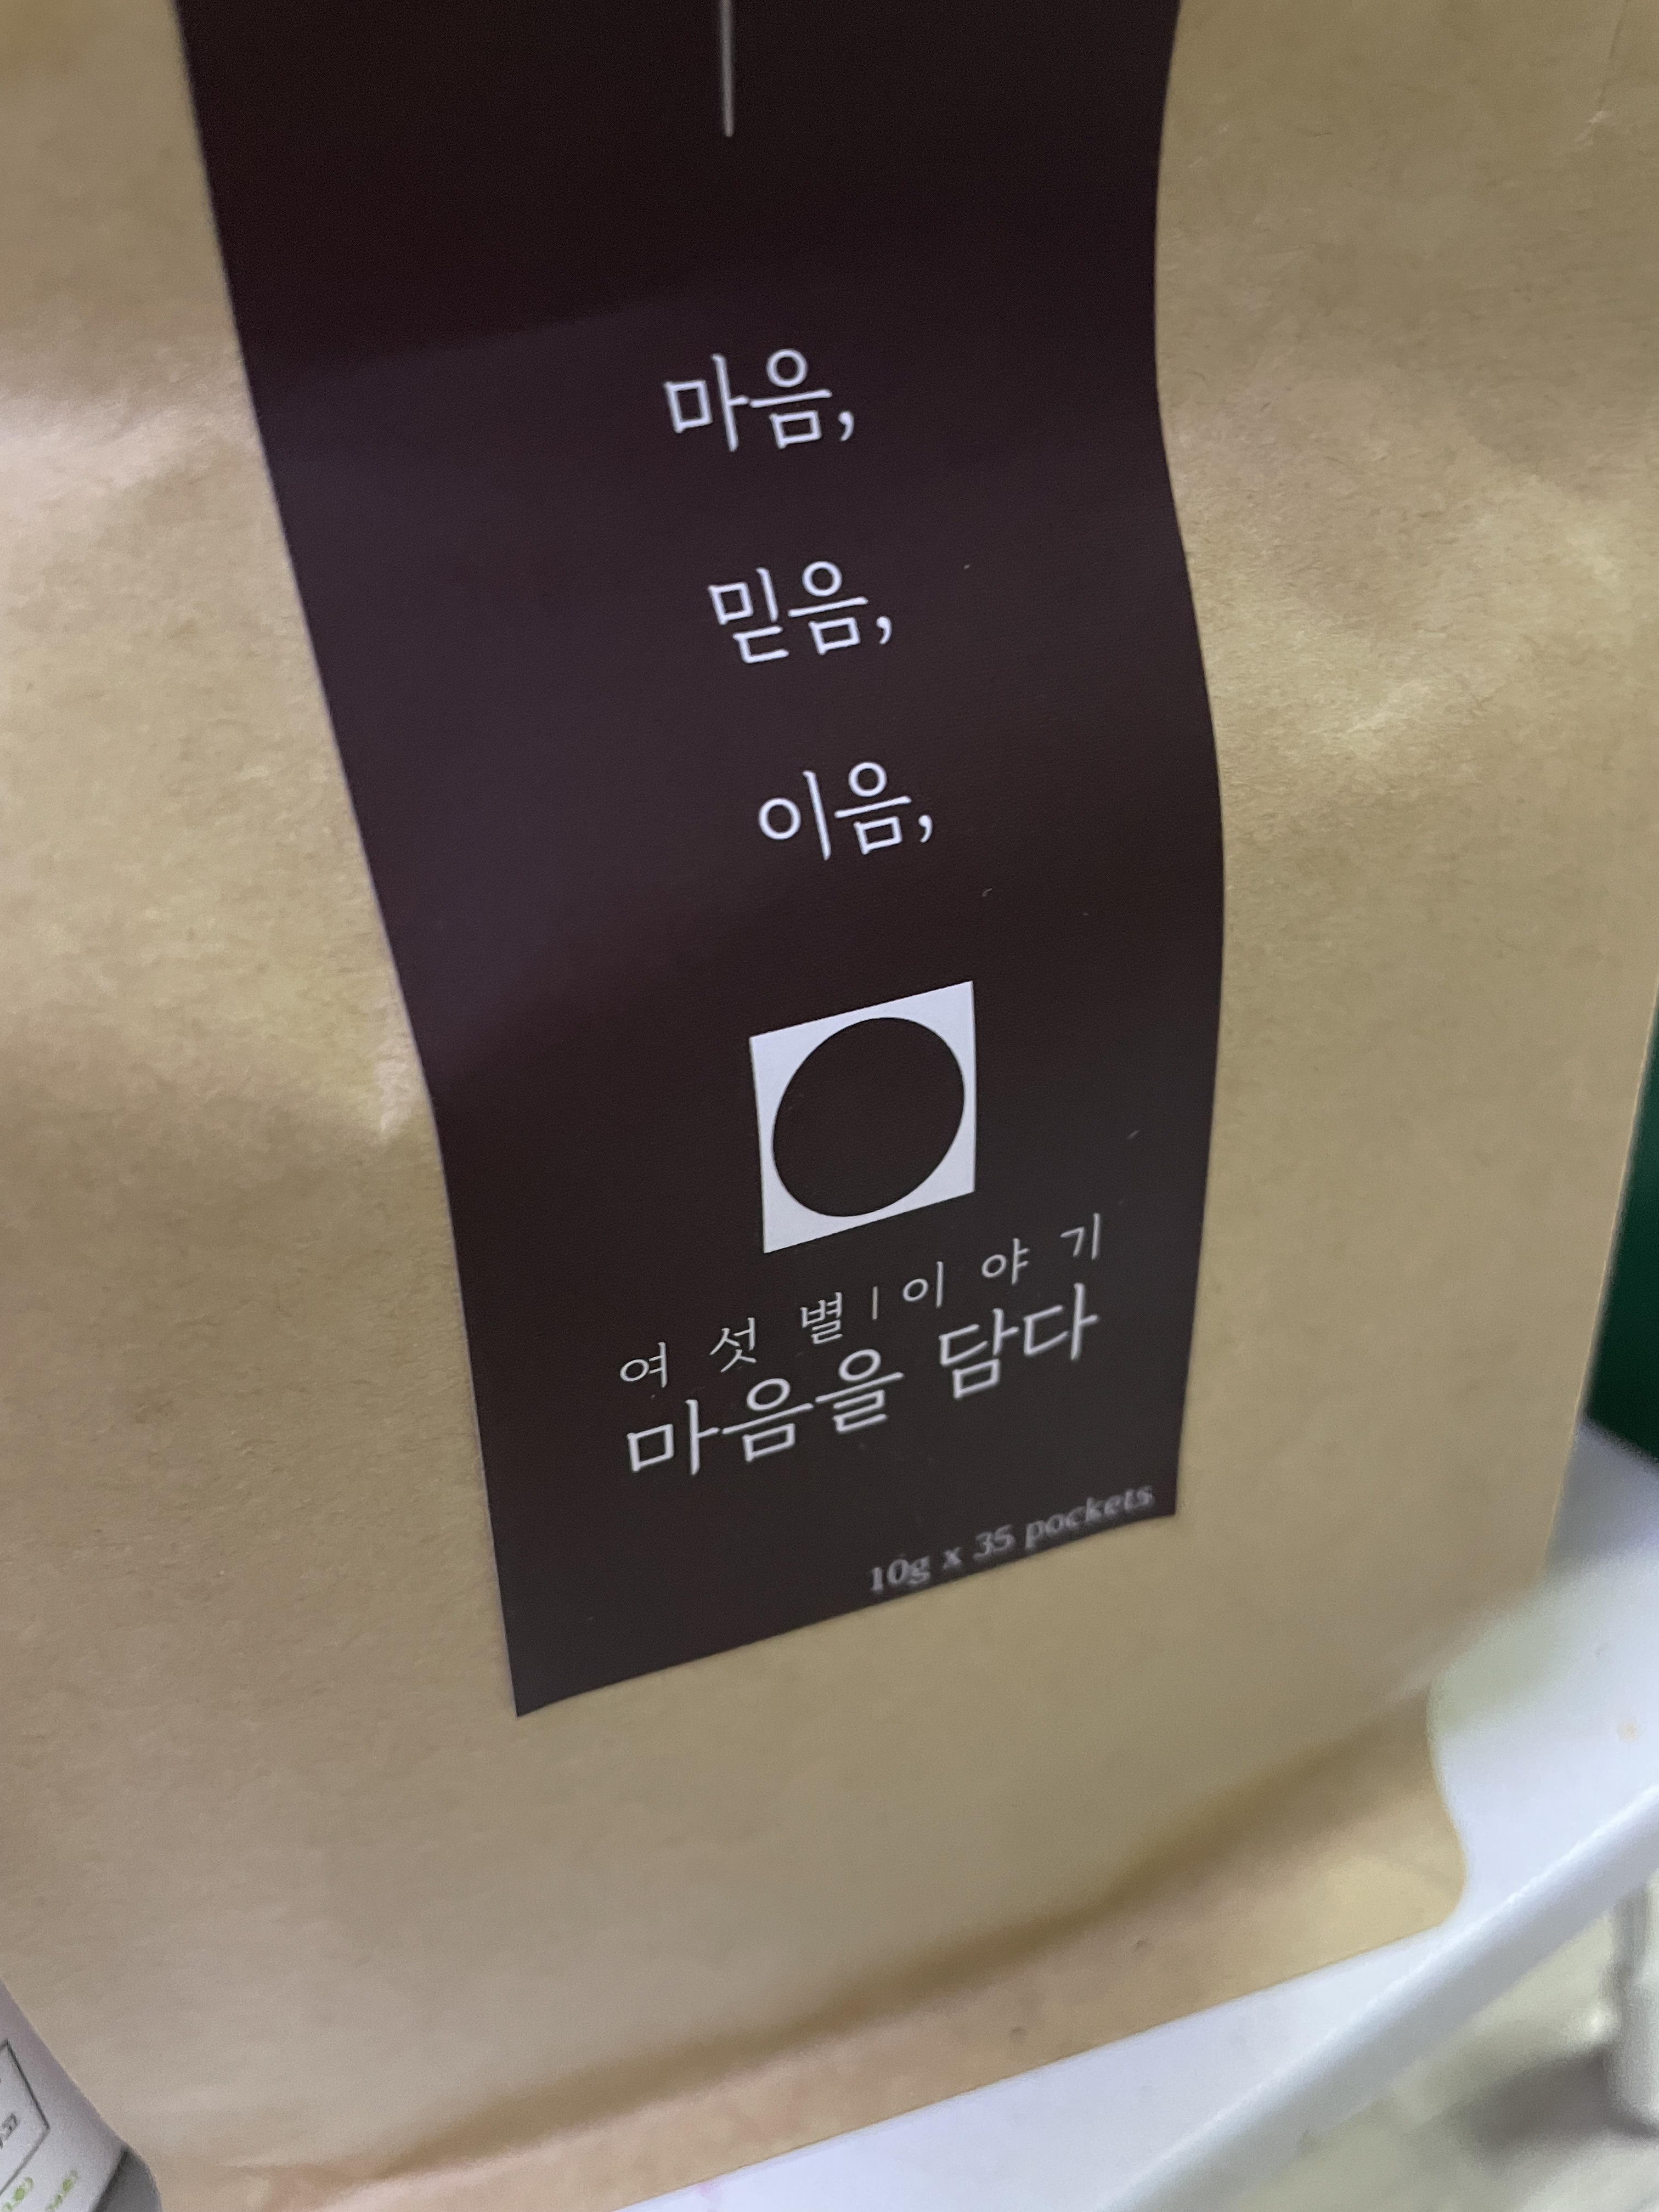 마음,
믿음,
이음,
여섯별|이야기
마음을 담다
10g x 35 pockets